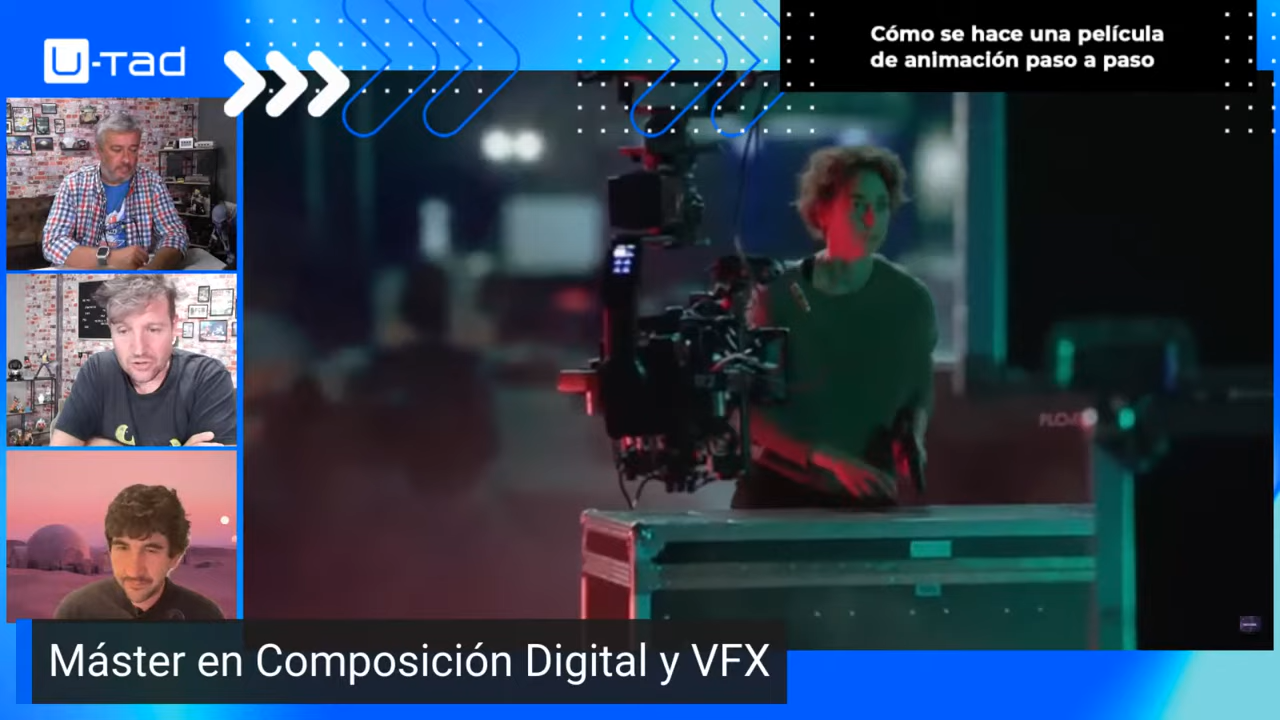 U-Tad
Cómo se hace una película
de animación paso a paso
Máster en Composición Digital y VFX